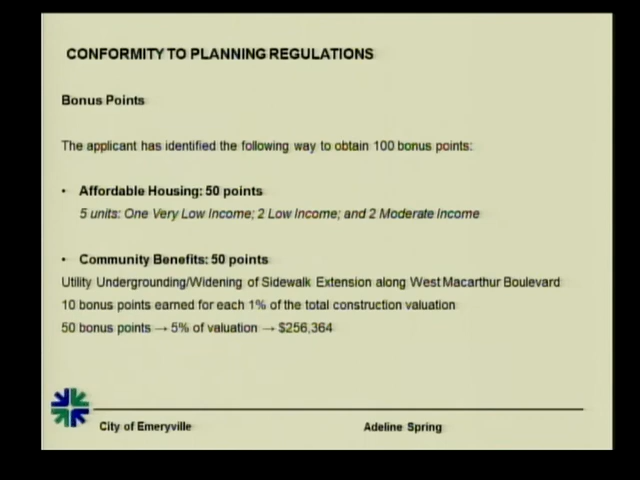 CONFORMITY TO PLANNING REGULATIONS
Bonus Points
The applicant has identified the following way to obtain 100 bonus points:
• Affordable Housing: 50 points
5 units: One Very Low Income; 2 Low Income; and 2 Moderate Income
• Community Benefits: 50 points
Utility Undergrounding/Widening of Sidewalk Extension along West Macarthur Boulevard
10 bonus points earned for each 1% of the total construction valuation
50 bonus points → 5% of valuation → $256,364
City of Emeryville Adeline Spring